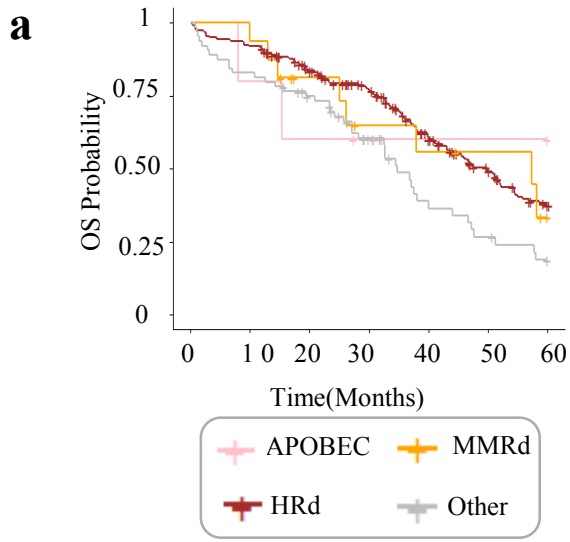 a
OS Probability
1
0.75
0.50
0.25
0
0 1 0 20 30 40 50 60
Time(Months)
APOBEC MMRd
HRd Other